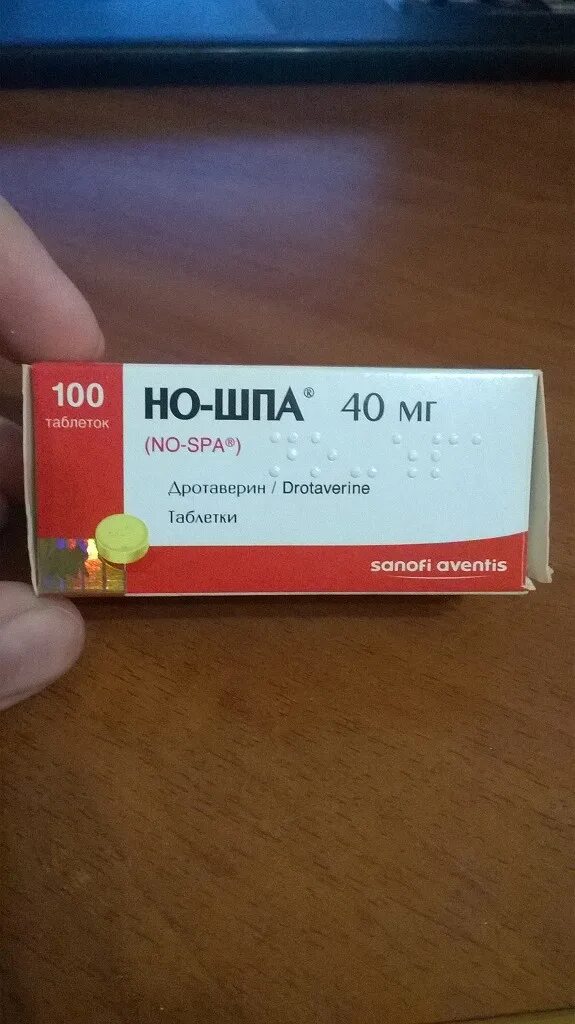 100
таблеток
НО-ШПА® 40 мг
(NO-SPA®)
Дротаверин / Drotaverine
Таблетки
sanofi aventis